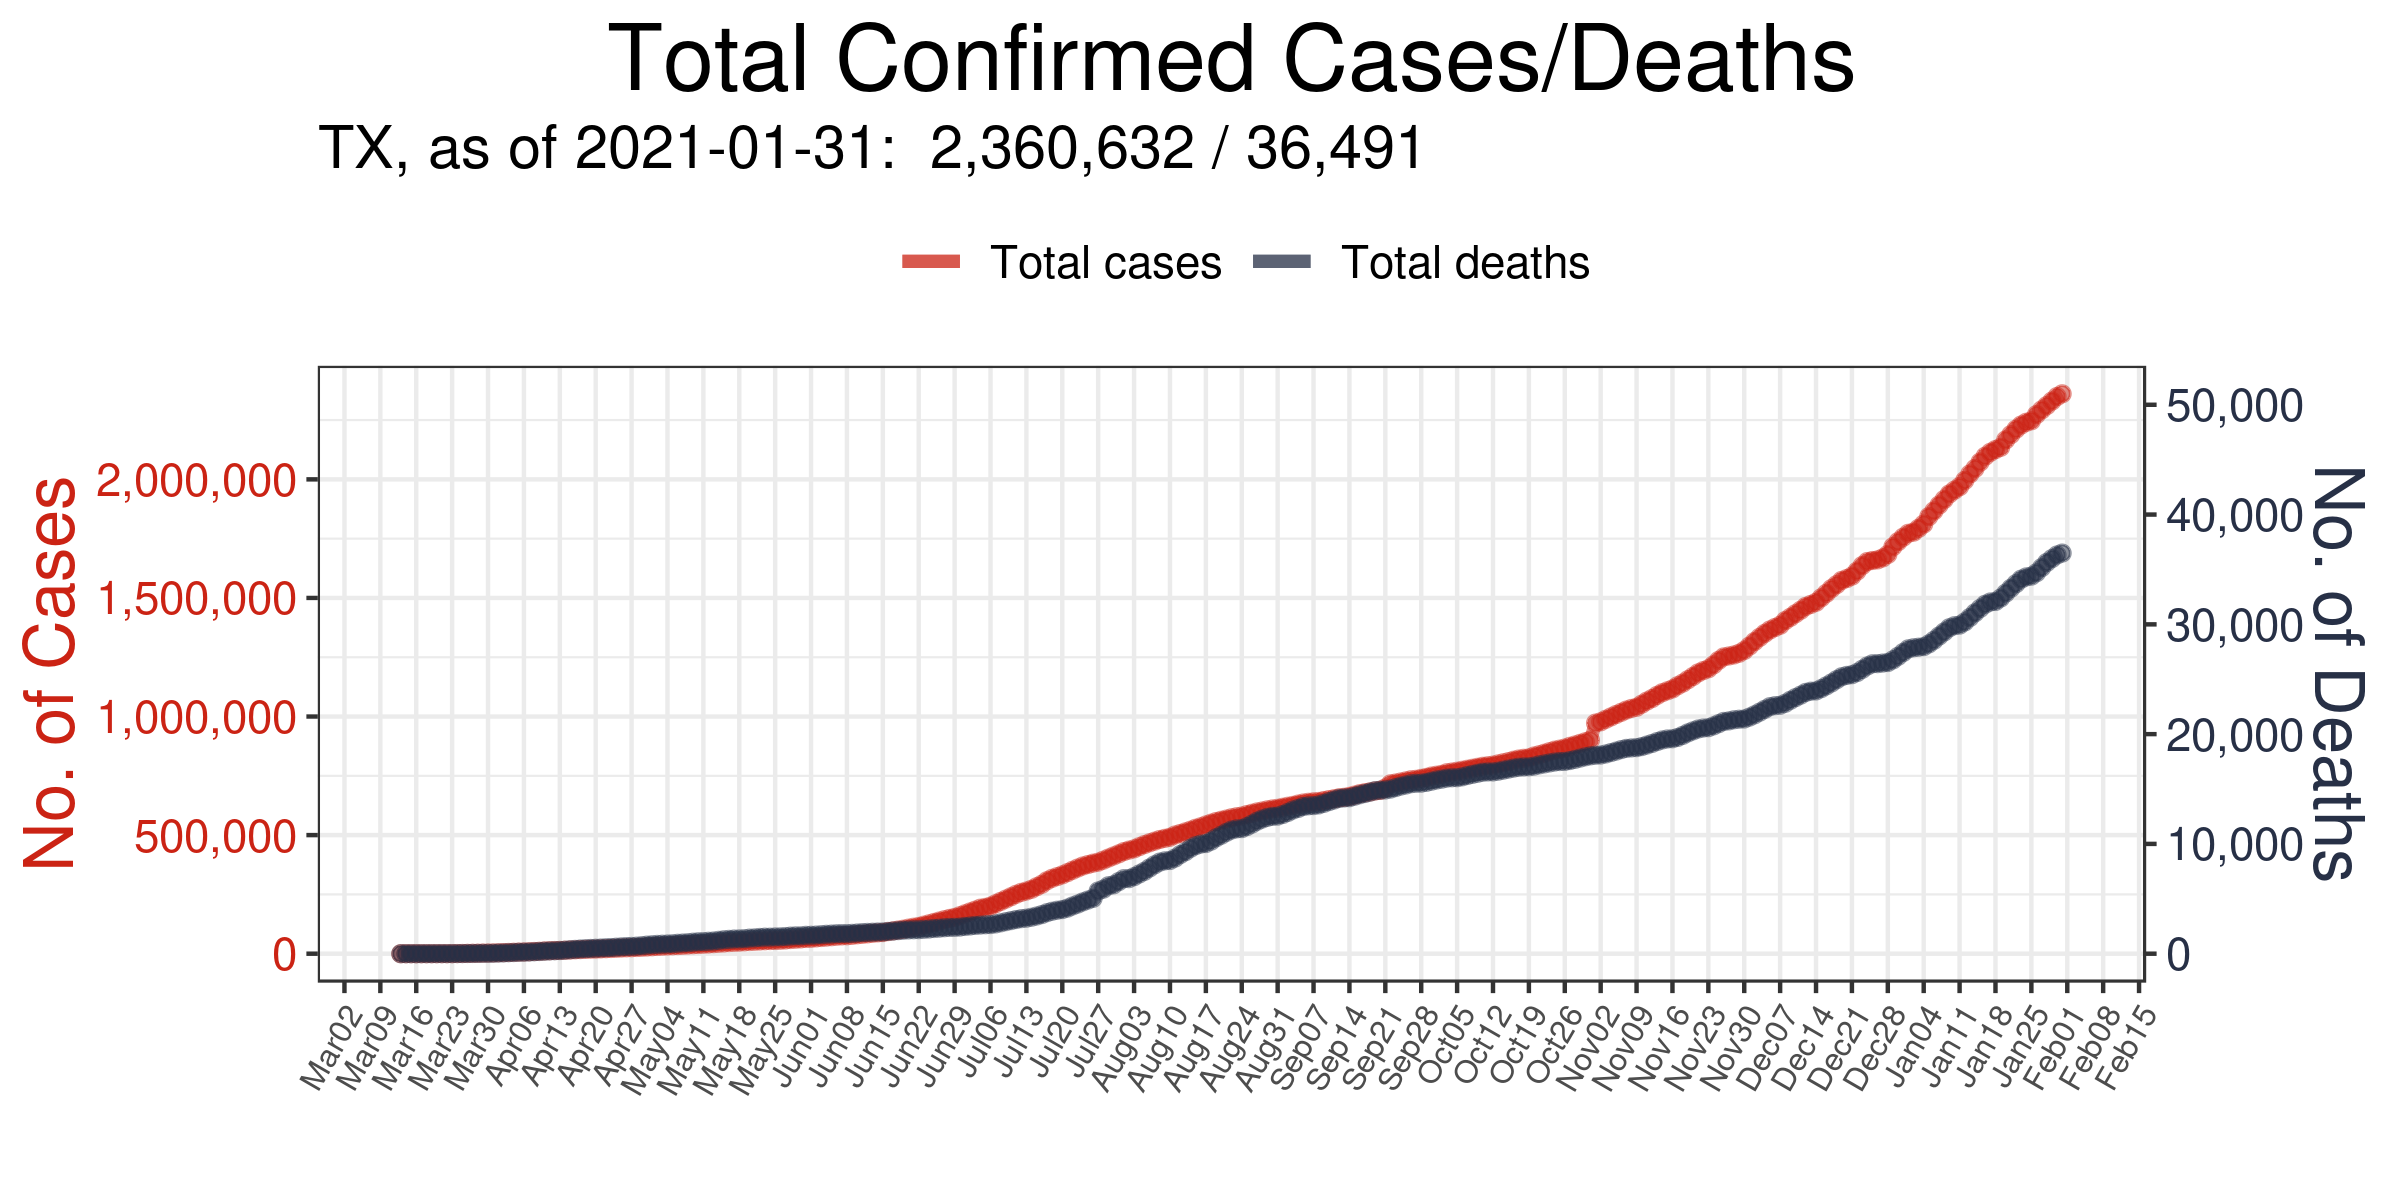 Total Confirmed Cases/Deaths
TX, as of 2021-01-31: 2,360,632 / 36,491
Total cases
Total deaths
No. of Cases
2,000,000
1,500,000
1,000,000
500,000
0
50,000
40,000
30,000
20,000
10,000
0
No. of Deaths
Mar02
Mar09
Mar16
Mar23
Mar30
Apr06
Apr13
Apr20
Apr27
May04
May11
May18
May25
Jun01
Jun08
Jun15
Jun22
Jun29
Jul06
Jul13
Jul20
Jul27
Aug03
Aug10
Aug17
Aug24
Aug31
Sep07
Sep14
Sep21
Sep28
Oct05
Oct12
Oct19
Oct26
Nov02
Nov09
Nov16
Nov23
Nov30
Dec07
Dec14
Dec21
Dec28
Jan04
Jan11
Jan18
Jan25
Feb01
Feb08
Feb15